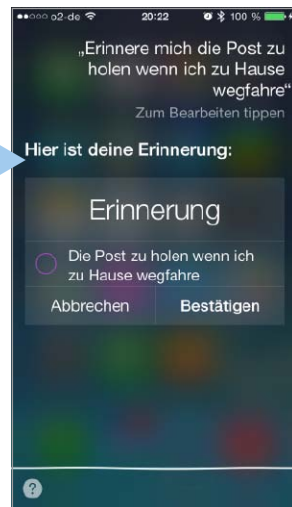 o2-de 20:22 100 %
„Erinnere mich die Post zu
holen wenn ich zu Hause
wegfahre“
Zum Bearbeiten tippen
Hier ist deine Erinnerung:
Erinnerung
Die Post zu holen wenn ich
zu Hause wegfahre
Abbrechen Bestätigen
?